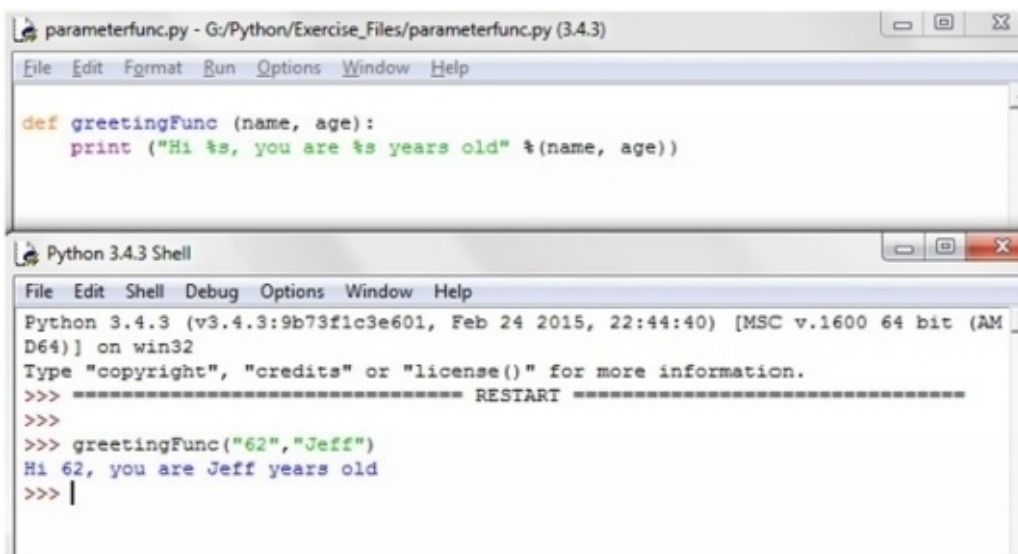 parameterfunc.py - G:/Python/Exercise_Files/parameterfunc.py (3.4.3)
File Edit Format Run Options Window Help
def greetingFunc (name, age):
    print ("Hi %s, you are %s years old" %(name, age))
Python 3.4.3 Shell
File Edit Shell Debug Options Window Help
Python 3.4.3 (v3.4.3:9b73f1c3e601, Feb 24 2015, 22:44:40) [MSC v.1600 64 bit (AM
D64)] on win32
Type "copyright", "credits" or "license()" for more information.
>>> ================================ RESTART ================================
>>>
>>> greetingFunc("62","Jeff")
Hi 62, you are Jeff years old
>>>